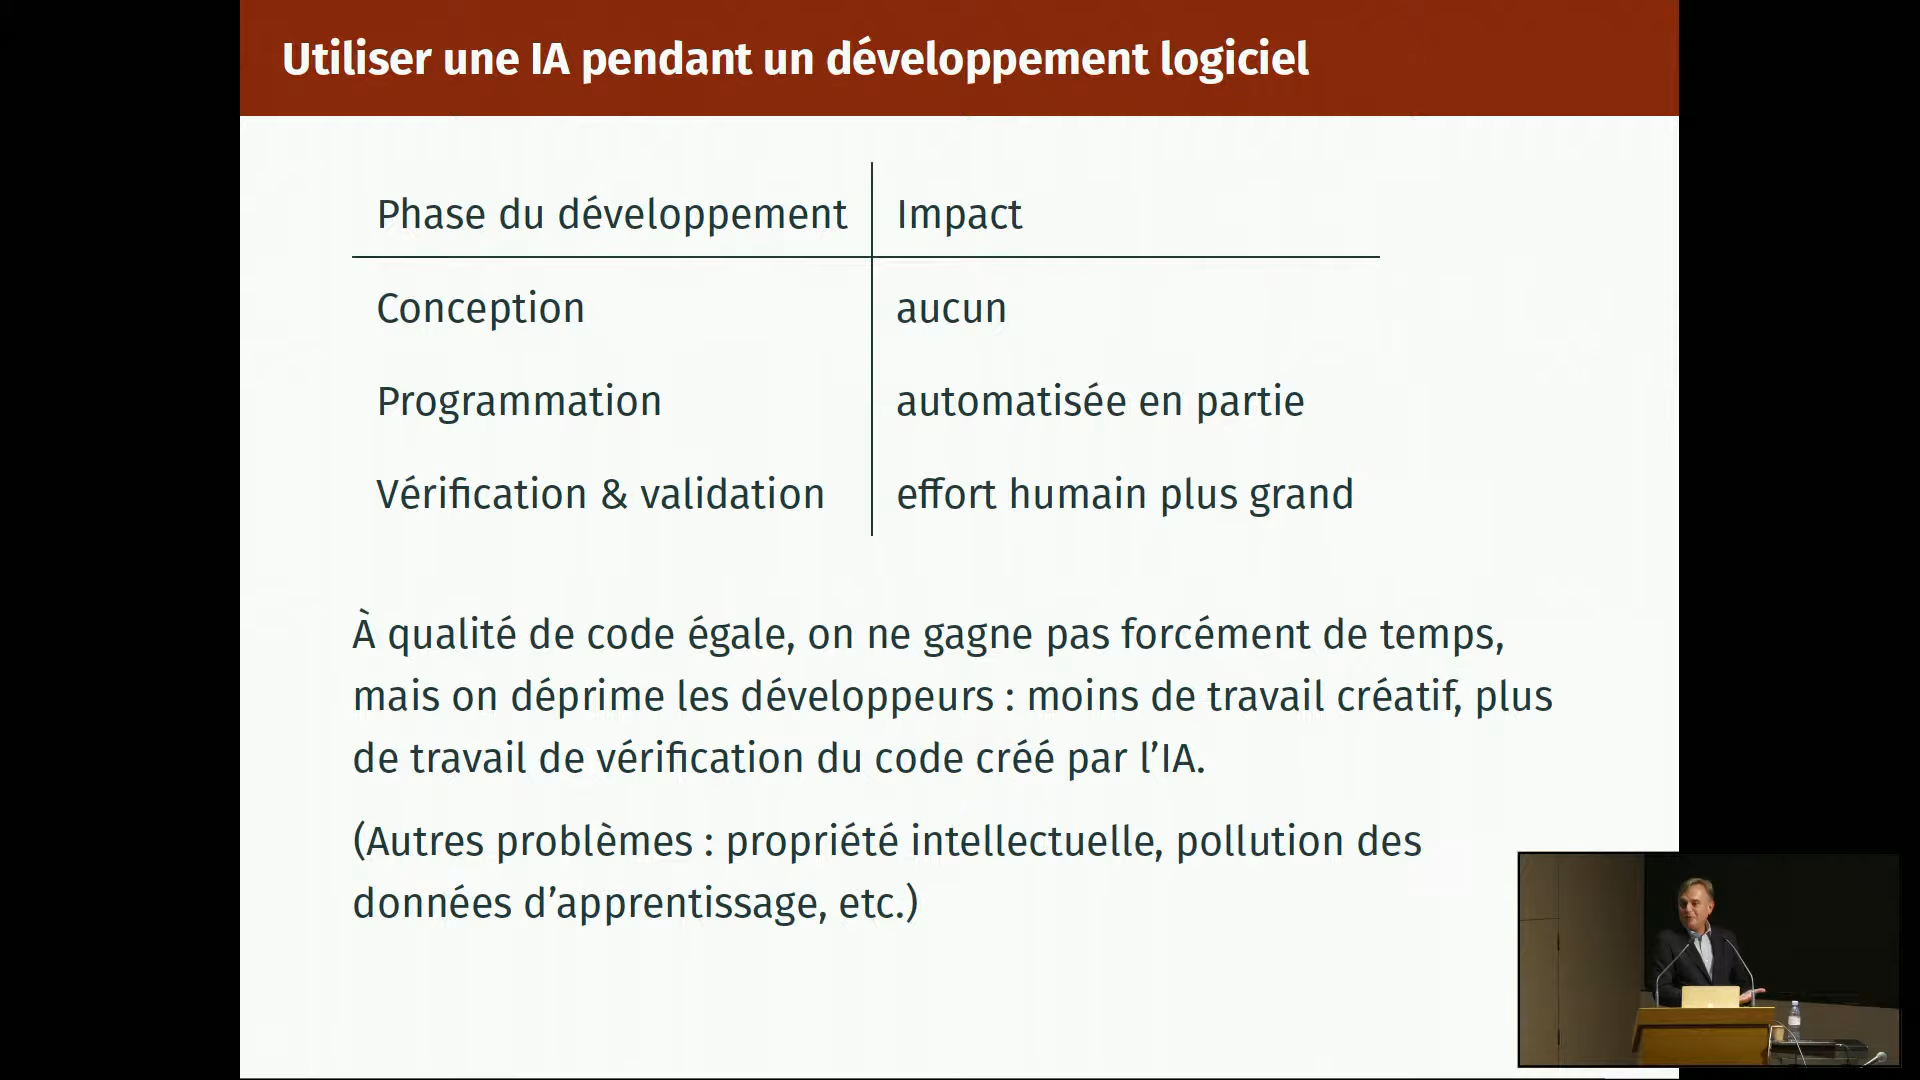 Utiliser une IA pendant un développement logiciel
Phase du développement Impact
Conception aucun
Programmation automatisée en partie
Vérification & validation effort humain plus grand
À qualité de code égale, on ne gagne pas forcément de temps,
mais on déprime les développeurs : moins de travail créatif, plus
de travail de vérification du code créé par l’IA.
(Autres problèmes : propriété intellectuelle, pollution des
données d’apprentissage, etc.)